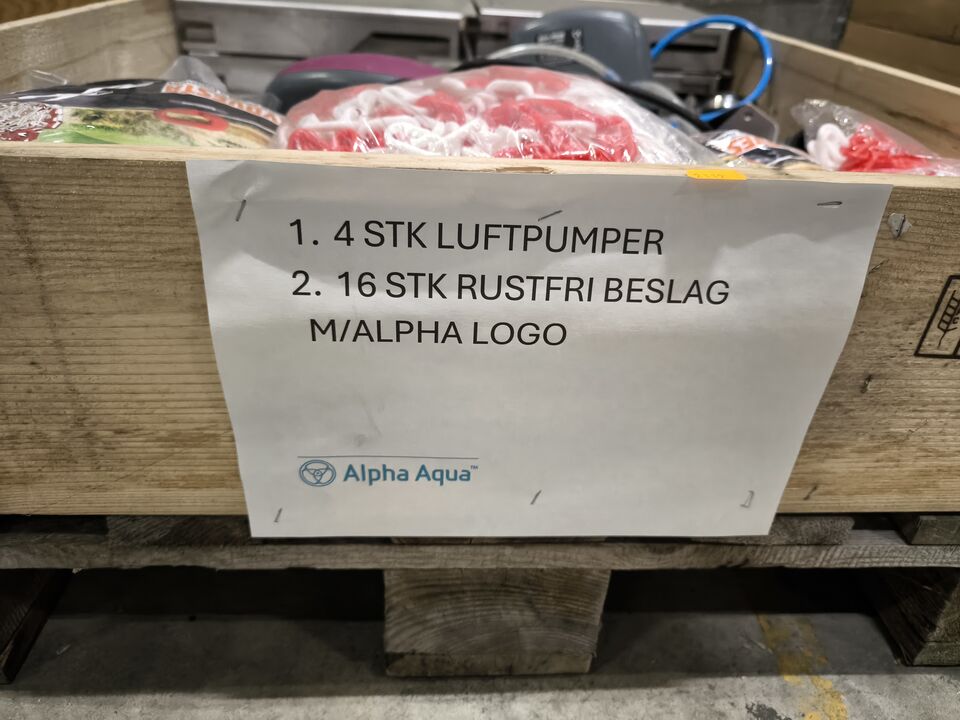 1. 4 STK LUFTPUMPER
2. 16 STK RUSTFRI BESLAG
M/ALPHA LOGO
Alpha Aqua™